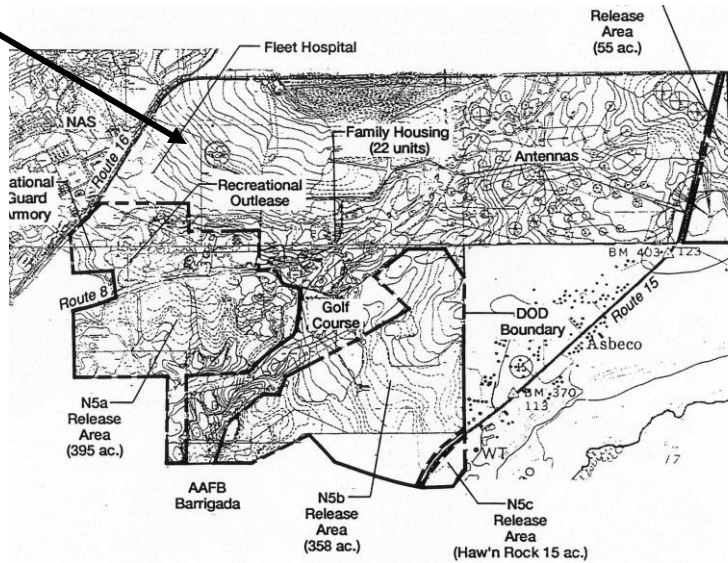 Release
Area
(55 ac.)
Fleet Hospital
NAS
Route 16
Family Housing
(22 units)
Antennas
ational
Guard
Armory
Recreational
Outlease
BM 403
123
Route 8
Route 15
Golf
Course
DOD
Boundary
Asbeco
45
BM 370
113
N5a
Release
Area
(395 ac.)
WT
17
AAFB
Barrigada
N5b
Release
Area
(358 ac.)
N5c
Release
Area
(Haw'n Rock 15 ac.)